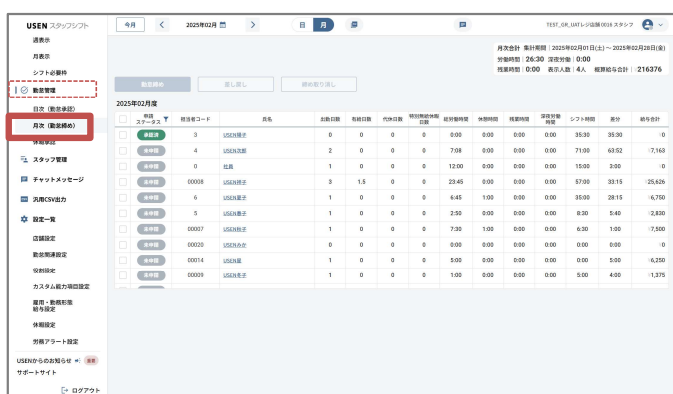 USEN スタッフシフト
今月
2025年02月
日 月
TEST_GR_UATレジ店舗 0016 スタシフ
週表示
月表示
シフト必要枠
勤怠管理
日次（勤怠承認）
月次（勤怠締め）
休暇承認
スタッフ管理
チャットメッセージ
汎用CSV出力
設定一覧
店舗設定
勤怠関連設定
役割設定
カスタム能力項目設定
雇用・勤務形態
給与設定
休暇設定
労務アラート設定
USENからのお知らせ 重要
サポートサイト
ログアウト
月次合計 集計期間｜2025年02月01日(土)～2025年02月28日(金)
労働時間｜26:30 深夜労働｜0:00
残業時間｜0:00 表示人数｜4人 概算給与合計｜216376
勤怠締め 差し戻し 締め取り消し
2025年02月度
申請ステータス 担当者コード 氏名 出勤日数 有給日数 代休日数 特別無給休暇日数 総労働時間 休憩時間 残業時間 深夜労働時間 シフト時間 差分 給与合計
承認済 3 USEN陽子 0 0 0 0 0:00 0:00 0:00 0:00 35:30 35:30
未申請 4 USEN次郎 2 0 0 0 7:08 0:00 0:00 0:00 71:00 63:52 7,163
未申請 0 社員 1 0 0 0 12:00 0:00 0:00 0:00 15:00 3:00 0
未申請 00008 3 1.5 0 0 23:45 0:00 0:00 0:00 57:00 33:15 25,626
未申請 6 USEN夏子 1 0 0 0 6:45 1:00 0:00 0:00 35:00 28:15 6,750
未申請 5 USEN春子 1 0 0 0 2:50 0:00 0:00 0:00 8:30 5:40 2,830
未申請 00007 USEN秋子 1 0 0 0 7:30 1:00 0:00 0:00 6:30 1:00 7,500
未申請 00020 USENみか 0 0 0 0 0:00 0:00 0:00 0:00 0:00 0:00 0
未申請 00014 1 0 0 0 5:00 0:00 0:00 0:00 0:00 5:00 6,250
未申請 00009 USEN冬子 1 0 0 0 1:00 0:00 0:00 0:00 5:00 4:00 1,375